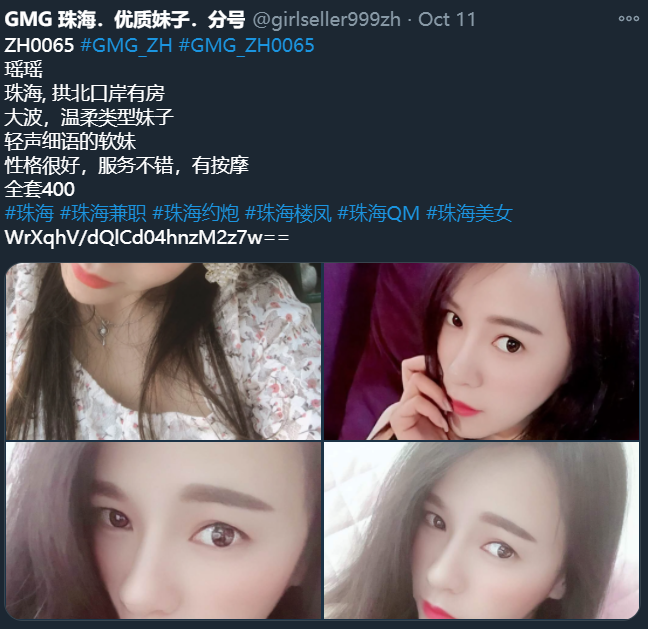 GMG 珠海．优质妹子．分号 @girlseller999zh · Oct 11
ZH0065 #GMG_ZH #GMG_ZH0065
瑶瑶
珠海, 拱北口岸有房
大波，温柔类型妹子
轻声细语的软妹
性格很好，服务不错，有按摩
全套400
#珠海 #珠海兼职 #珠海约炮 #珠海楼凤 #珠海QM #珠海美女
WrXqhV/dQlCd04hnzM2z7w==